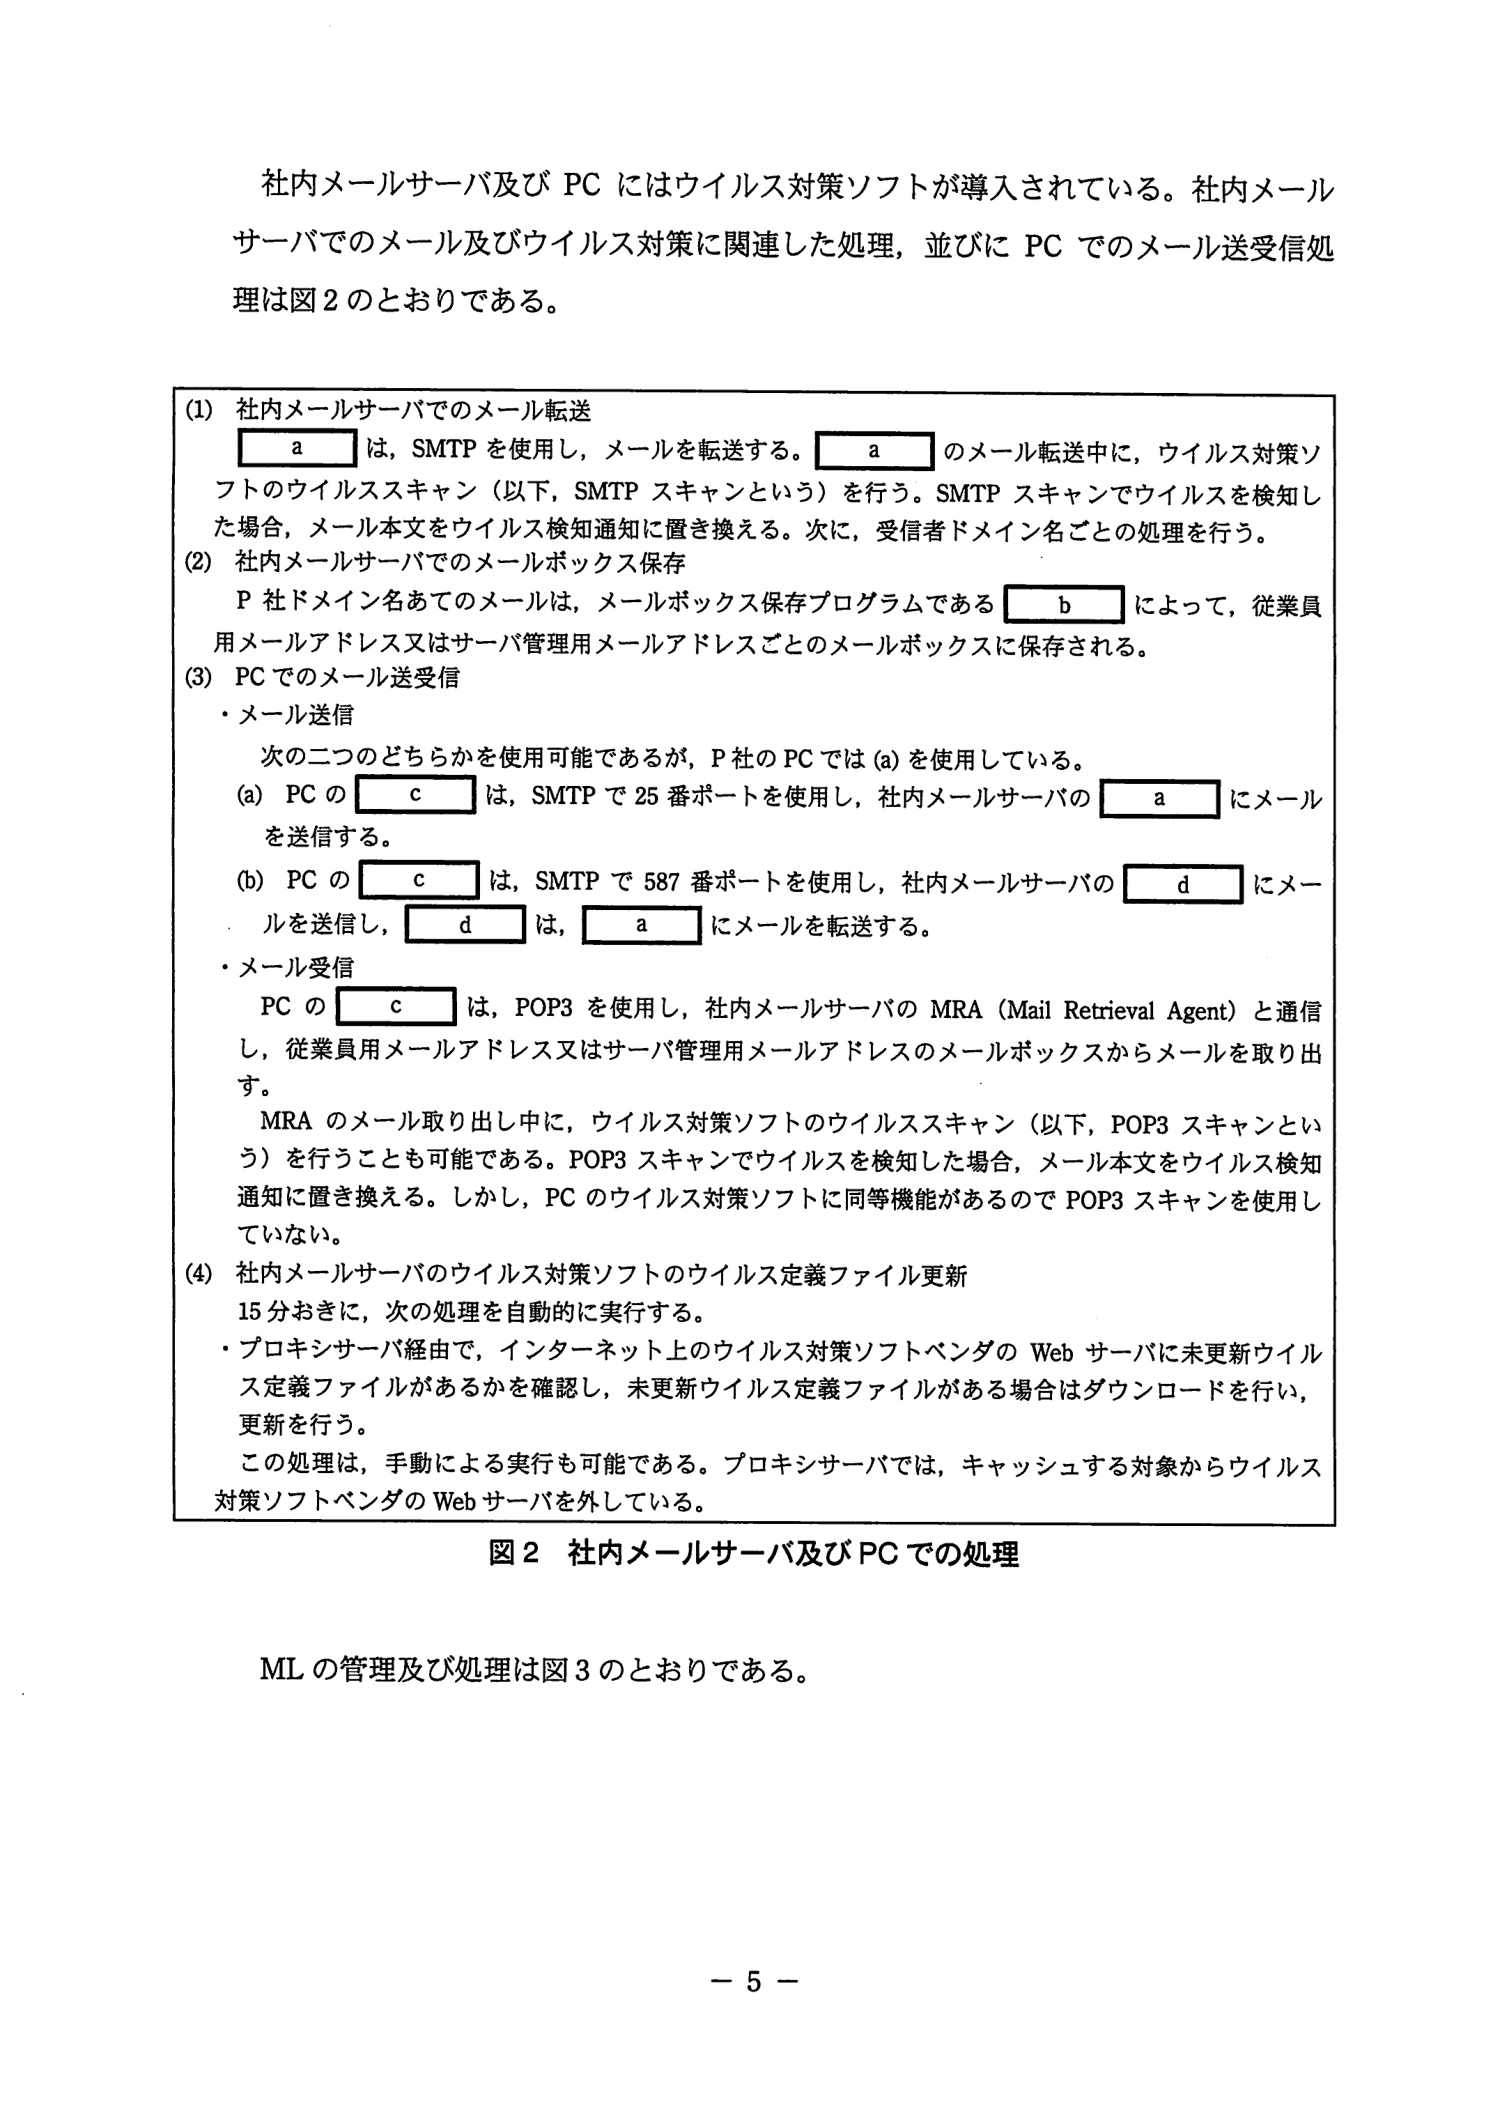 社内メールサーバ及び PC にはウイルス対策ソフトが導入されている。社内メール
サーバでのメール及びウイルス対策に関連した処理，並びに PC でのメール送受信処
理は図2のとおりである。
(1) 社内メールサーバでのメール転送
a は，SMTP を使用し，メールを転送する。 a のメール転送中に，ウイルス対策ソ
フトのウイルススキャン（以下，SMTP スキャンという）を行う。SMTP スキャンでウイルスを検知し
た場合，メール本文をウイルス検知通知に置き換える。次に，受信者ドメイン名ごとの処理を行う。
(2) 社内メールサーバでのメールボックス保存
P 社ドメイン名あてのメールは，メールボックス保存プログラムである b によって，従業員
用メールアドレス又はサーバ管理用メールアドレスごとのメールボックスに保存される。
(3) PC でのメール送受信
・メール送信
次の二つのどちらかを使用可能であるが，P 社の PC では (a) を使用している。
(a) PC の c は，SMTP で 25 番ポートを使用し，社内メールサーバの a にメール
を送信する。
(b) PC の c は，SMTP で 587 番ポートを使用し，社内メールサーバの d にメー
ルを送信し， d は， a にメールを転送する。
・メール受信
PC の c は，POP3 を使用し，社内メールサーバの MRA（Mail Retrieval Agent）と通信
し，従業員用メールアドレス又はサーバ管理用メールアドレスのメールボックスからメールを取り出
す。
MRA のメール取り出し中に，ウイルス対策ソフトのウイルススキャン（以下，POP3 スキャンとい
う）を行うことも可能である。POP3 スキャンでウイルスを検知した場合，メール本文をウイルス検知
通知に置き換える。しかし，PC のウイルス対策ソフトに同等機能があるので POP3 スキャンを使用し
ていない。
(4) 社内メールサーバのウイルス対策ソフトのウイルス定義ファイル更新
15 分おきに，次の処理を自動的に実行する。
・プロキシサーバ経由で，インターネット上のウイルス対策ソフトベンダの Web サーバに未更新ウイル
ス定義ファイルがあるかを確認し，未更新ウイルス定義ファイルがある場合はダウンロードを行い，
更新を行う。
この処理は，手動による実行も可能である。プロキシサーバでは，キャッシュする対象からウイルス
対策ソフトベンダの Web サーバを外している。
図2 社内メールサーバ及び PC での処理
ML の管理及び処理は図3のとおりである。
－ 5 －